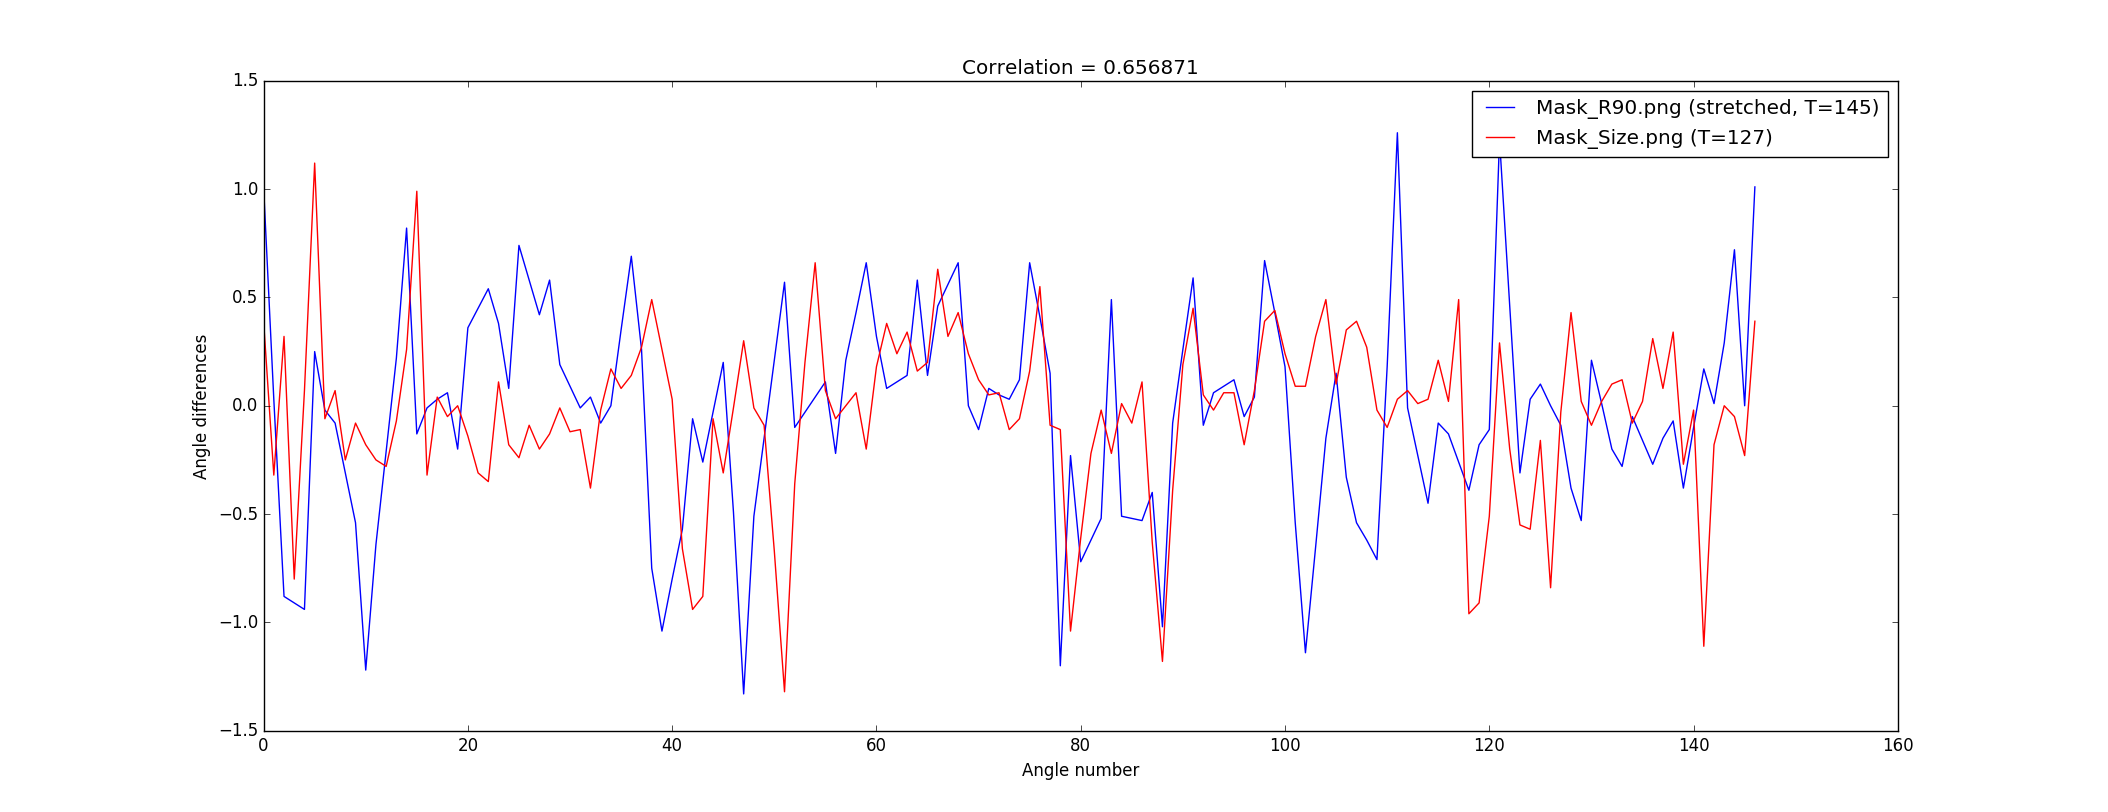 Correlation = 0.656871
Mask_R90.png (stretched, T=145)
Mask_Size.png (T=127)
Angle differences
1.5
1.0
0.5
0.0
−0.5
−1.0
−1.5
0 20 40 60 80 100 120 140 160
Angle number